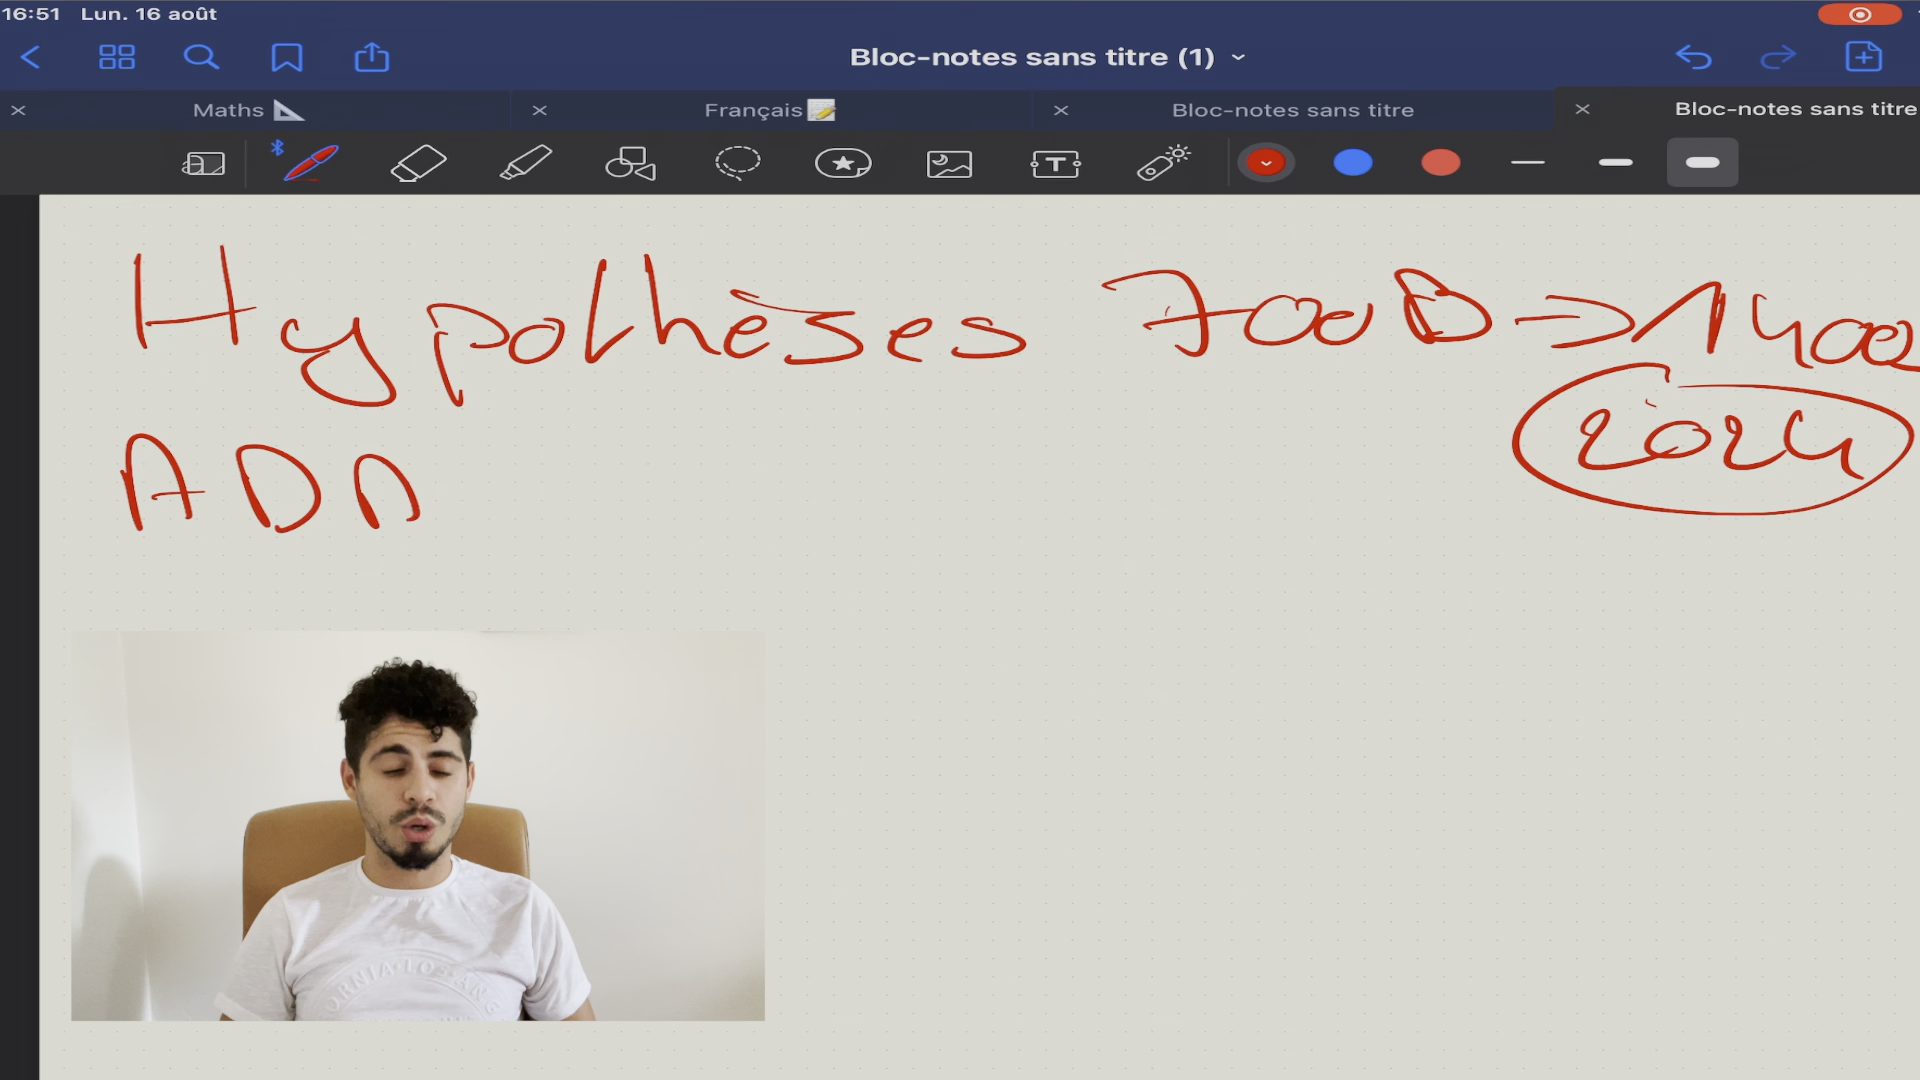 16:51 Lun. 16 août
Bloc-notes sans titre (1)
Maths Français Bloc-notes sans titre Bloc-notes sans titre
T
Hypothèses 700 D => 1400
2024
ADN